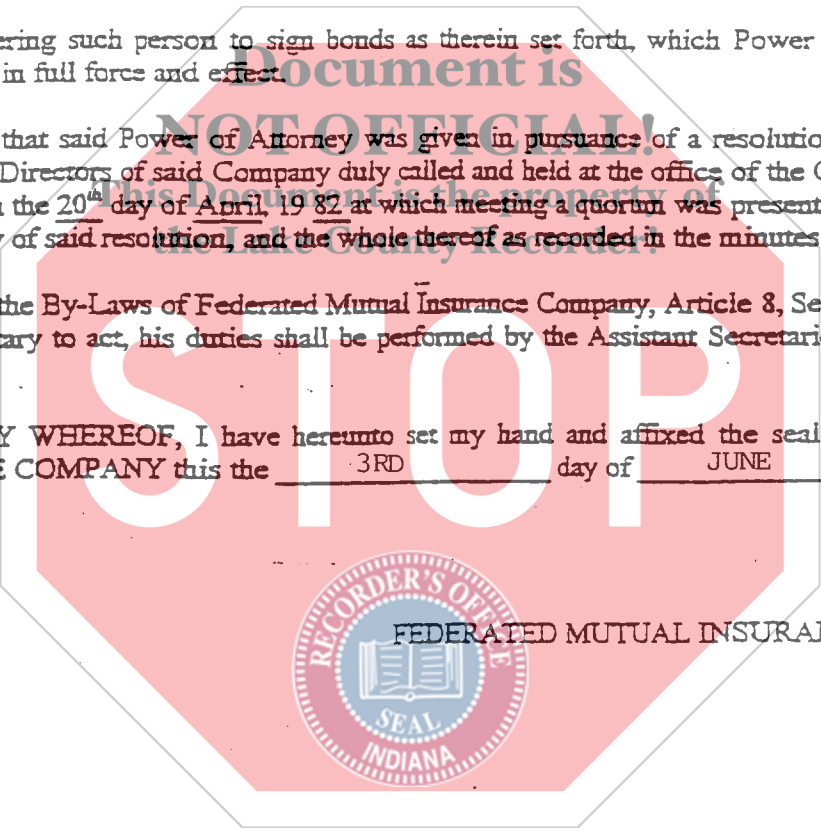 ering such person to sign bonds as therein set forth, which Power
in full force and effect.
Document is
that said Power of Attorney was given in pursuance of a resolutio
NOT OFFICIAL!
Directors of said Company duly called and held at the office of the C
This Document is the property of
the 20th day of April, 19 82 at which meeting a quorum was present
y of said resolution, and the whole thereof as recorded in the minutes
the Lake County Recorder!
the By-Laws of Federated Mutual Insurance Company, Article 8, Se
tary to act, his duties shall be performed by the Assistant Secretari
STOP
Y WHEREOF, I have hereunto set my hand and affixed the seal
E COMPANY this the 3RD day of JUNE
RECORDER'S OFFICE
FEDERATED MUTUAL INSURA
SEAL
INDIANA